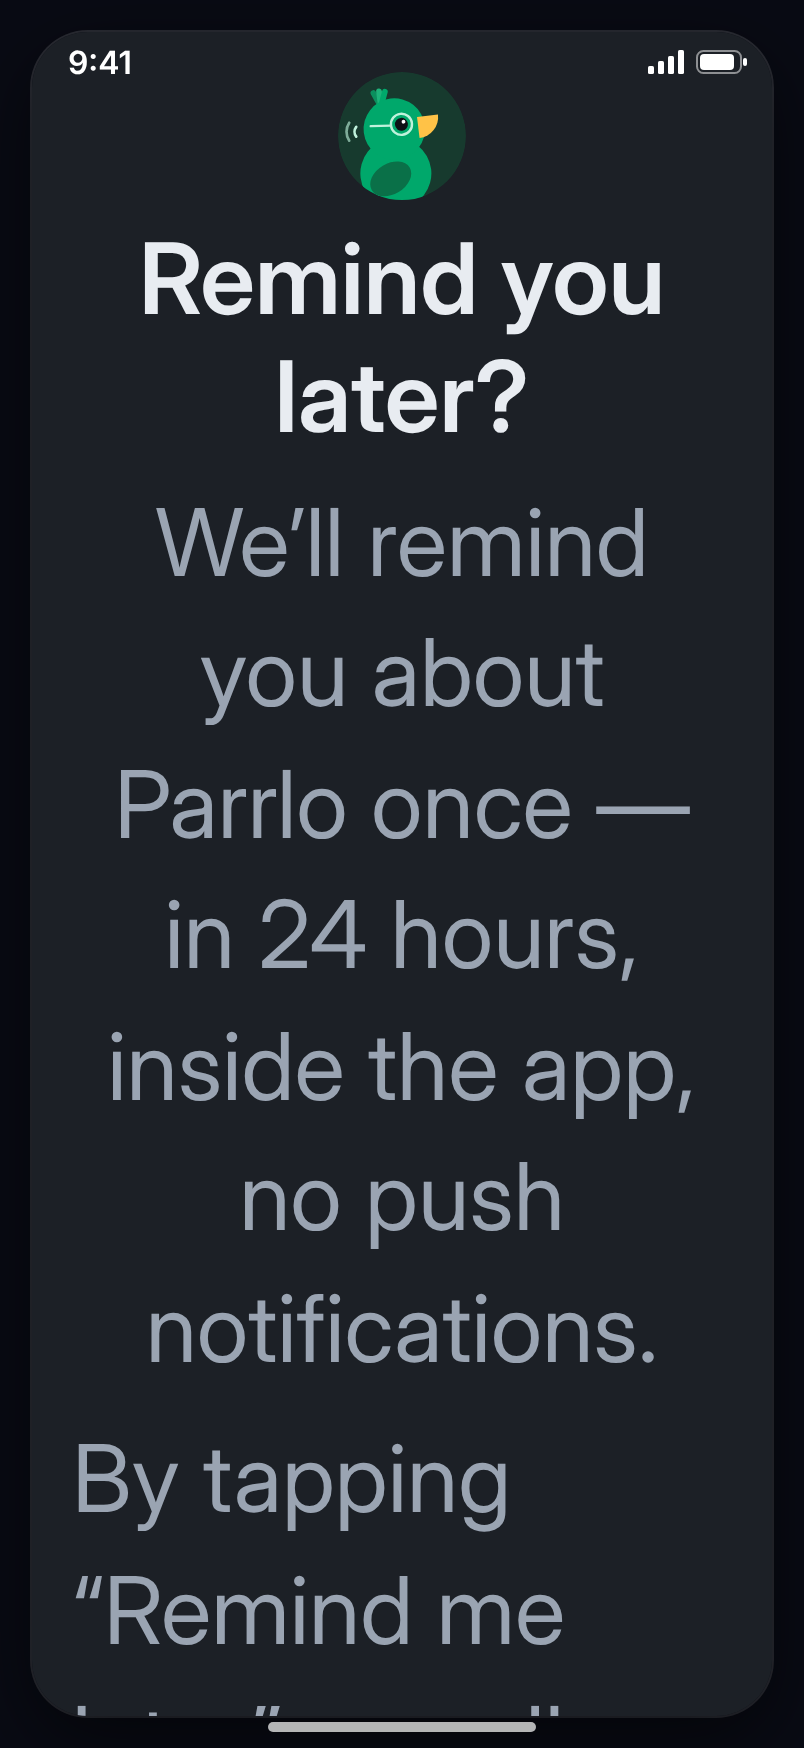 9:41
Remind you
later?
We’ll remind
you about
Parrlo once —
in 24 hours,
inside the app,
no push
notifications.
By tapping
“Remind me